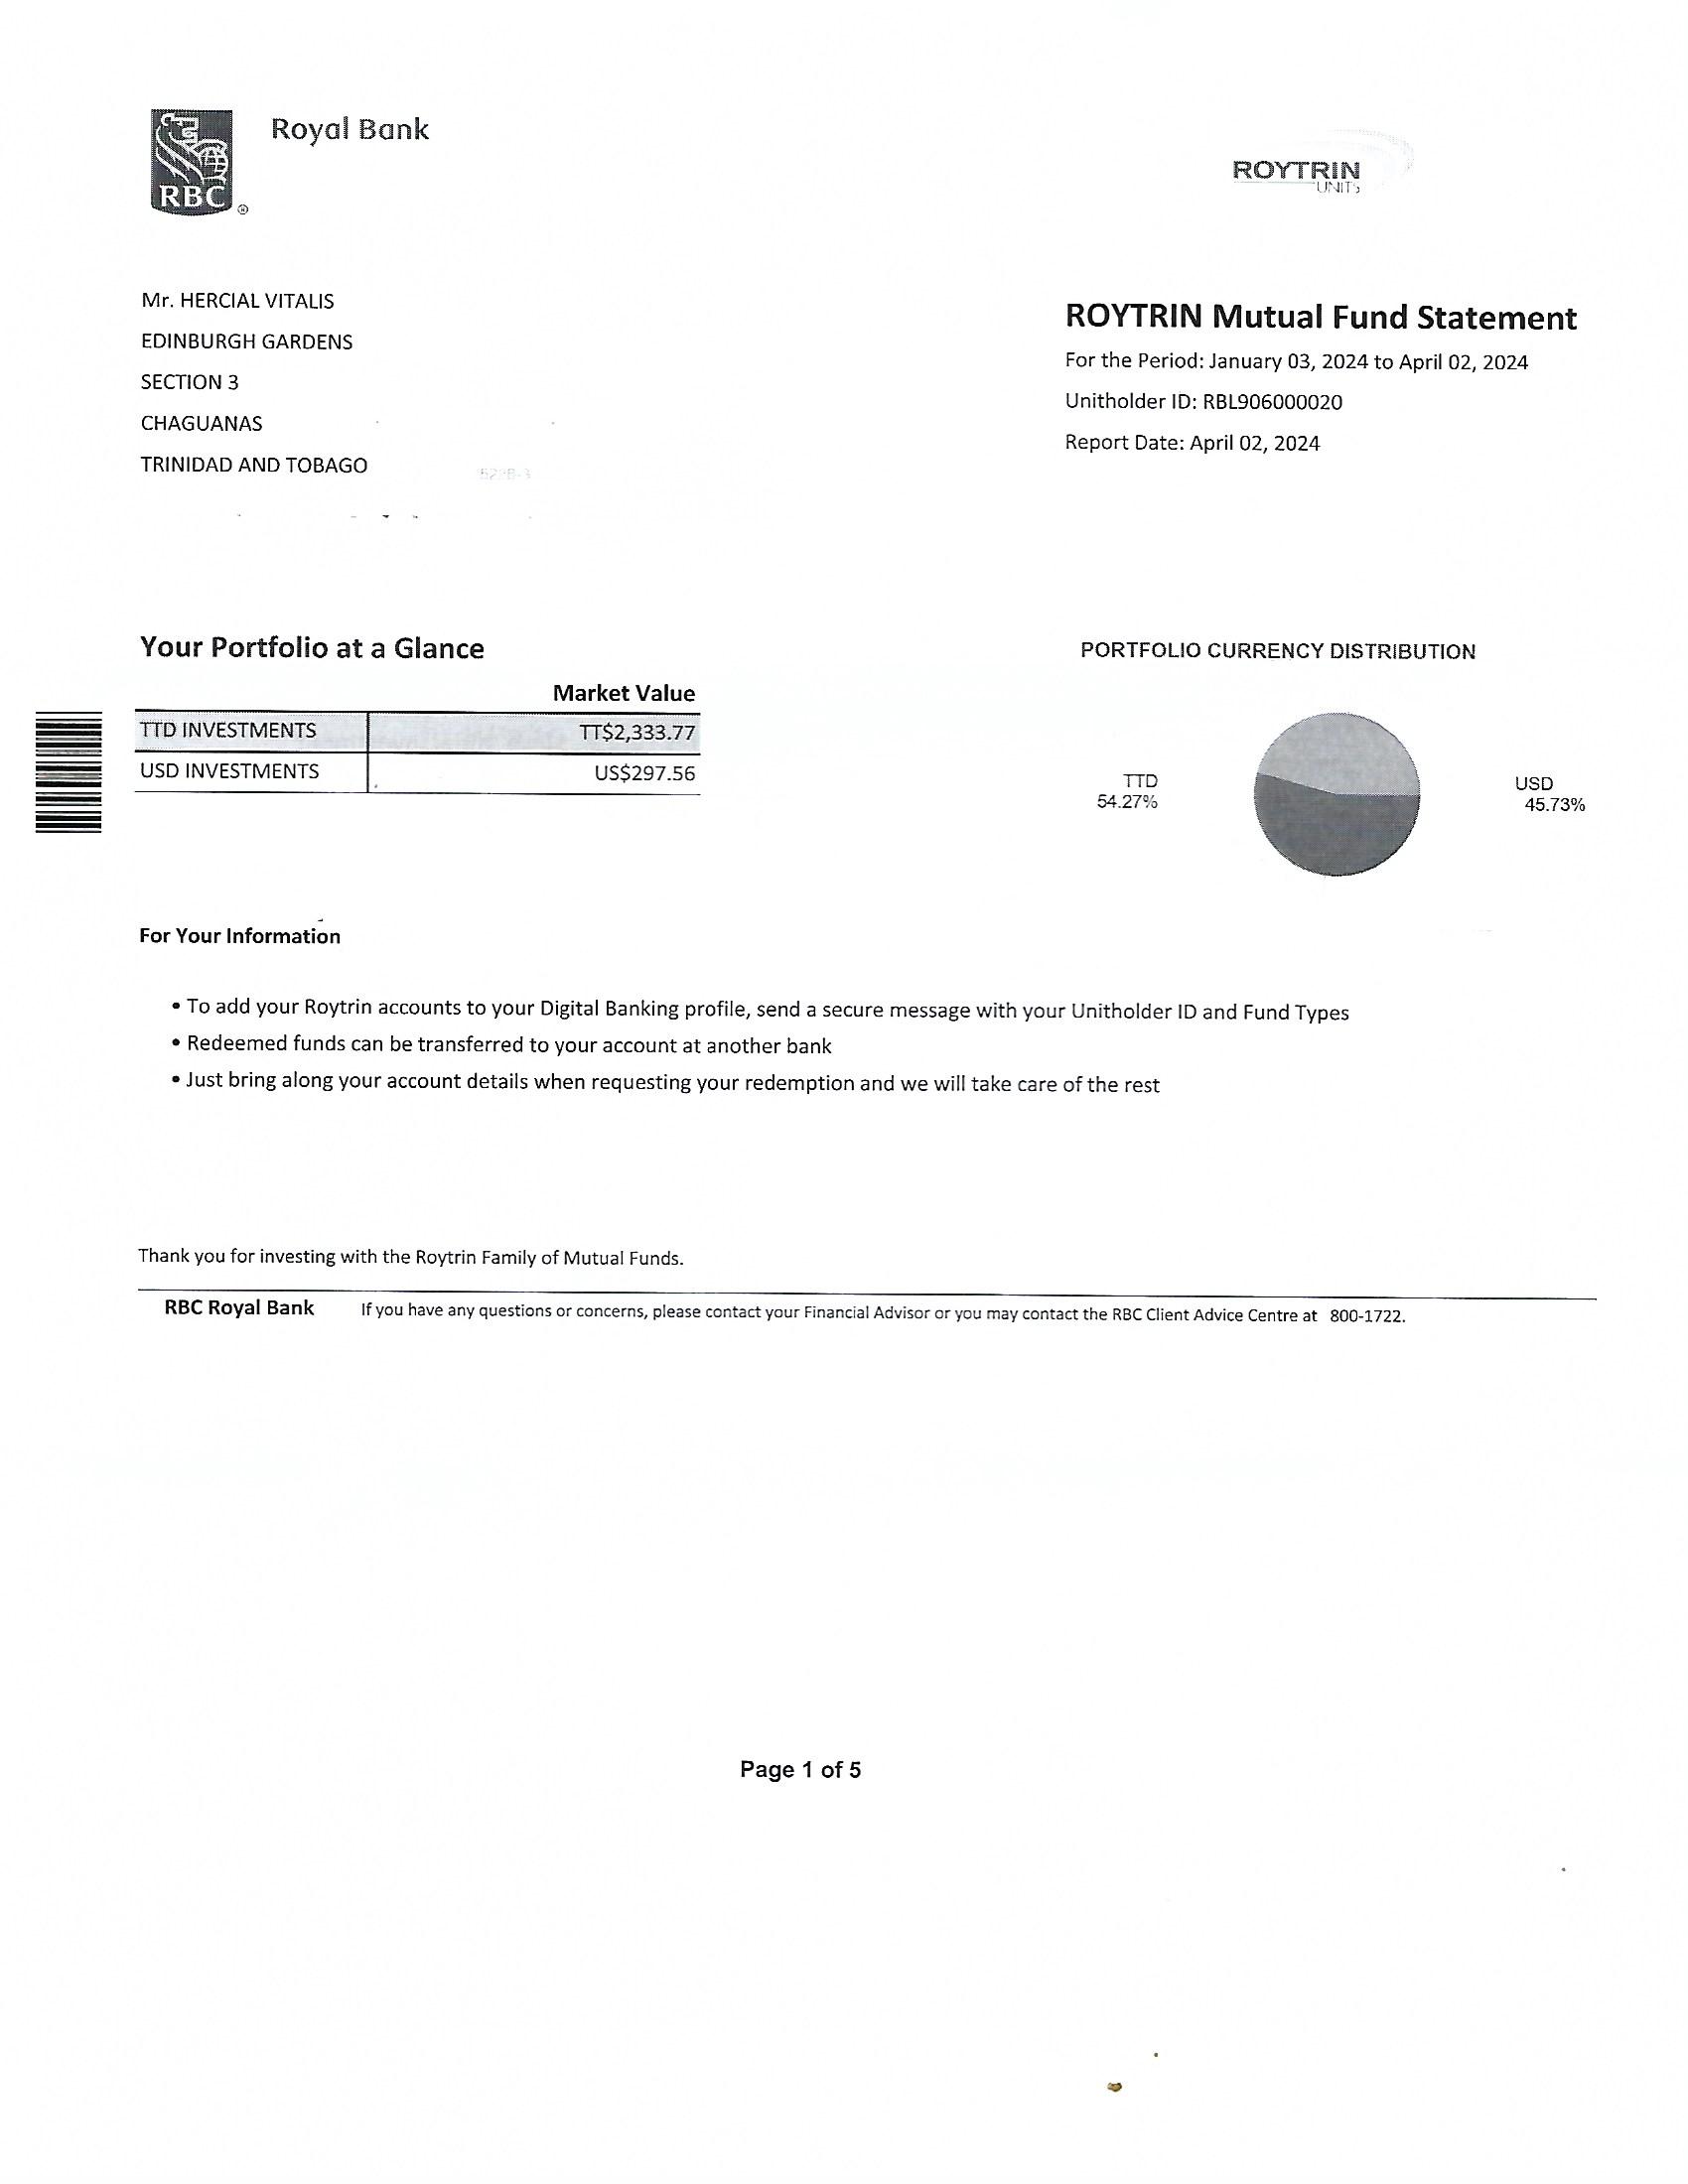 Royal Bank
RBC
®
ROYTRIN
UNITS
Mr. HERCIAL VITALIS
EDINBURGH GARDENS
SECTION 3
CHAGUANAS
TRINIDAD AND TOBAGO
ROYTRIN Mutual Fund Statement
For the Period: January 03, 2024 to April 02, 2024
Unitholder ID: RBL906000020
Report Date: April 02, 2024
Your Portfolio at a Glance
Market Value
TTD INVESTMENTS TT$2,333.77
USD INVESTMENTS US$297.56
PORTFOLIO CURRENCY DISTRIBUTION
TTD
54.27%
USD
45.73%
For Your Information
• To add your Roytrin accounts to your Digital Banking profile, send a secure message with your Unitholder ID and Fund Types
• Redeemed funds can be transferred to your account at another bank
• Just bring along your account details when requesting your redemption and we will take care of the rest
Thank you for investing with the Roytrin Family of Mutual Funds.
RBC Royal Bank If you have any questions or concerns, please contact your Financial Advisor or you may contact the RBC Client Advice Centre at 800-1722.
Page 1 of 5